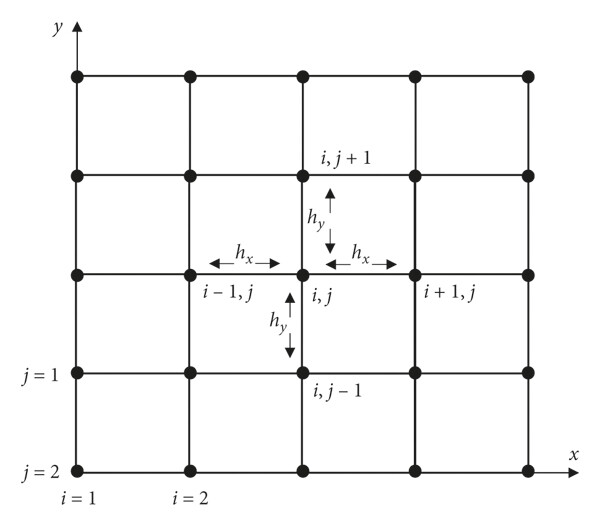 y
i, j + 1
h_y
h_x
h_x
i – 1, j
i, j
i + 1, j
h_y
j = 1
i, j – 1
x
j = 2
i = 1
i = 2